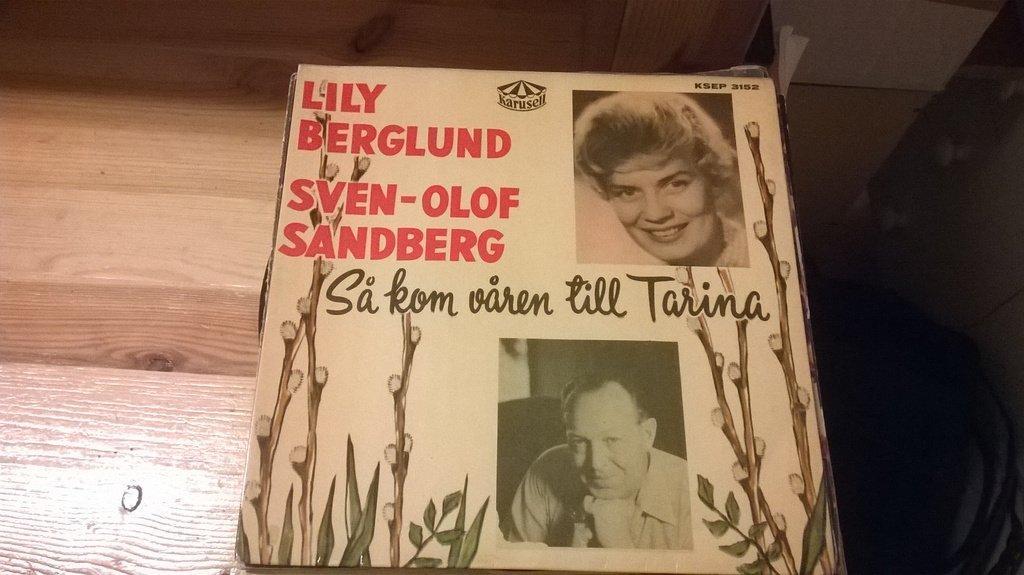 LILY
BERGLUND
SVEN-OLOF
SANDBERG
Karusell
KSEP 3152
Så kom våren till Tarina